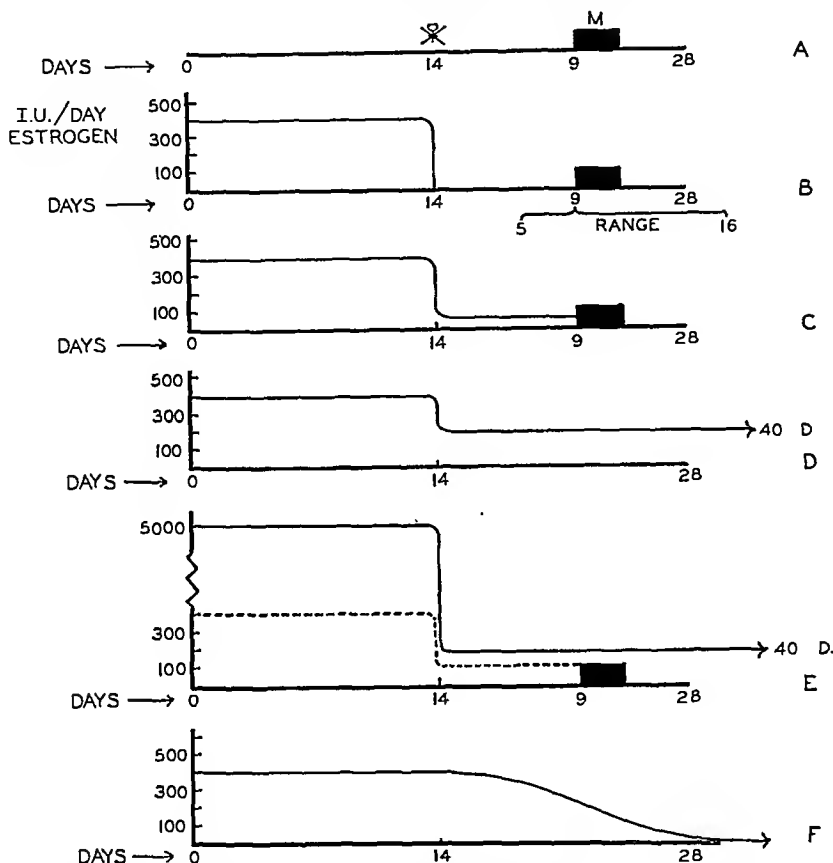 M
DAYS → 0 14 9 28 A
I.U./DAY
ESTROGEN
500
300
100
DAYS → 0 14 9 28 B
5 RANGE 16
300
100
DAYS → 0 14 9 28 C
300
100
40 D
DAYS → 0 14 28 D
5000
300
100
40 D.
DAYS → 0 14 9 28 E
500
300
100
DAYS → 0 14 28 F